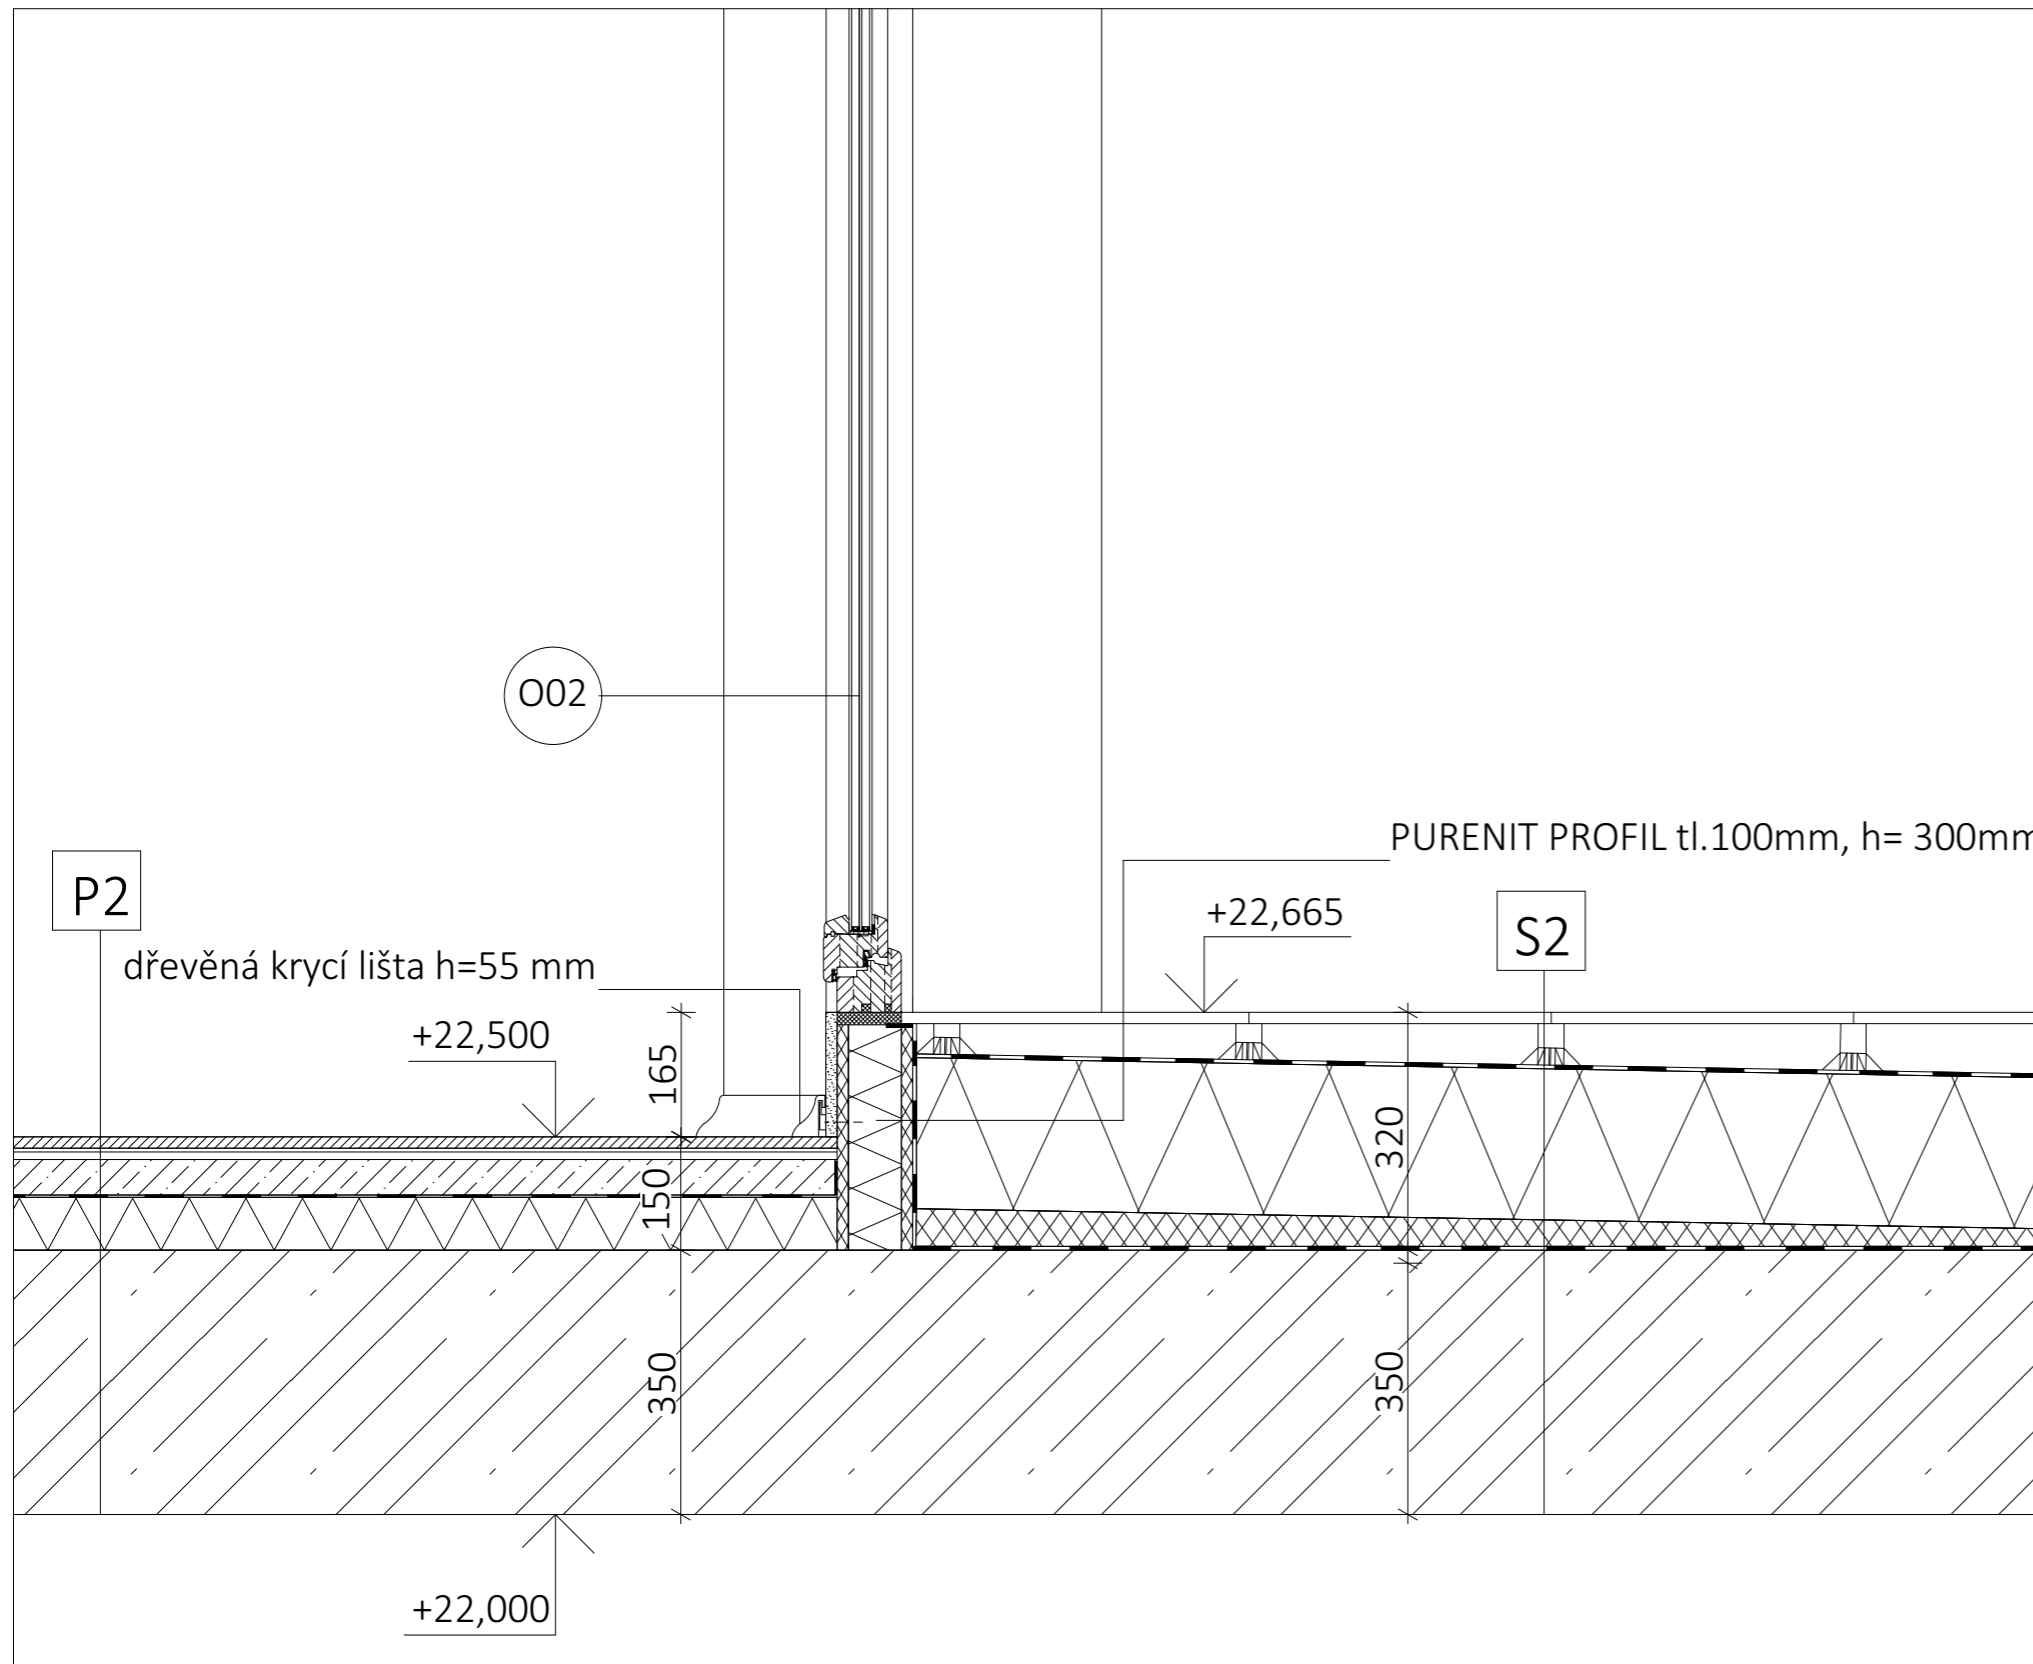 O02
PURENIT PROFIL tl.100mm, h= 300mm
P2
+22,665
S2
dřevěná krycí lišta h=55 mm
+22,500
165
320
150
350
350
+22,000